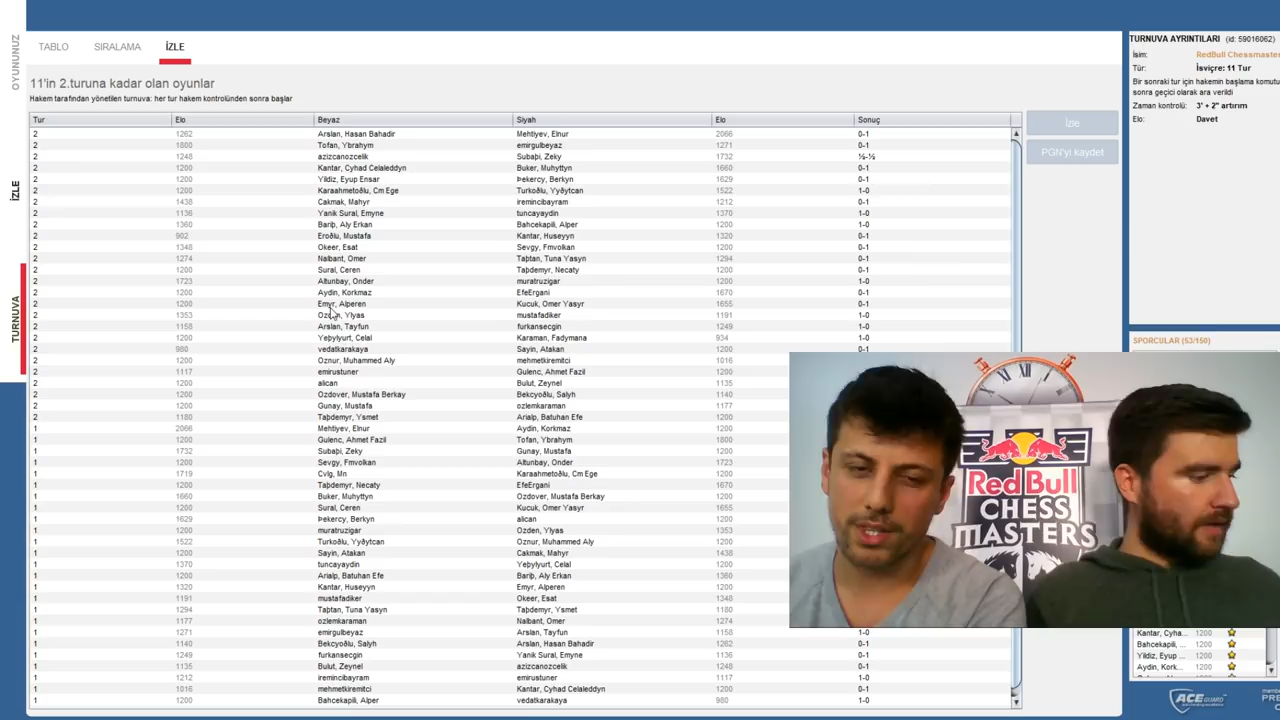 OYUNUNUZ
İZLE
TURNUVA
TABLO SIRALAMA İZLE
11'in 2.turuna kadar olan oyunlar
Hakem tarafından yönetilen turnuva: her tur hakem kontrolünden sonra başlar
Tur Elo Beyaz Siyah Elo Sonuç
2 1262 Arslan, Hasan Bahadir Mehtiyev, Elnur 2066 0-1
2 1800 Tofan, Ybrahym emirgulbeyaz 1271 0-1
2 1248 azizcanozcelik Subaþi, Zeky 1732 ½-½
2 1200 Kantar, Cyhad Celaleddyn Buker, Muhyttyn 1660 0-1
2 1200 Yildiz, Eyup Ensar Þekercy, Berkyn 1629 0-1
2 1200 Karaahmetoðlu, Cm Ege Turkoðlu, Yyðytcan 1522 1-0
2 1438 Cakmak, Mahyr iremincibayram 1212 0-1
2 1136 Yanik Sural, Emyne tuncayaydin 1370 1-0
2 1360 Bariþ, Aly Erkan Bahcekapili, Alper 1200 0-1
2 902 Eroðlu, Mustafa Kantar, Huseyyn 1320 0-1
2 1348 Okeer, Esat Sevgy, Fmvolkan 1200 0-1
2 1274 Nalbant, Omer Taþtan, Tuna Yasyn 1294 0-1
2 1200 Sural, Ceren Taþdemyr, Necaty 1200 0-1
2 1723 Altunbay, Onder muratruzigar 1200 1-0
2 1200 Aydin, Korkmaz EfeErgani 1670 0-1
2 1200 Emyr, Alperen Kucuk, Omer Yasyr 1655 0-1
2 1353 Ozden, Ylyas mustafadiker 1191 1-0
2 1158 Arslan, Tayfun furkansecgin 1249 1-0
2 1200 Yeþylyurt, Celal Karaman, Fadymana 934 1-0
2 980 vedatkarakaya Sayin, Atakan 1200 0-1
2 1200 Oznur, Muhammed Aly mehmetkiremitci 1016
2 1117 emirustuner Gulenc, Ahmet Fazil 1200
2 1200 alican Bulut, Zeynel 1135
2 1200 Ozdover, Mustafa Berkay Bekcyoðlu, Salyh 1140
2 1200 Gunay, Mustafa ozlemkaraman 1177
2 1180 Taþdemyr, Ysmet Arialp, Batuhan Efe 1200
1 2066 Mehtiyev, Elnur Aydin, Korkmaz 1200
1 1200 Gulenc, Ahmet Fazil Tofan, Ybrahym 1800
1 1732 Subaþi, Zeky Gunay, Mustafa 1200
1 1200 Sevgy, Fmvolkan Altunbay, Onder 1723
1 1719 Cvlg, Mn Karaahmetoðlu, Cm Ege 1200
1 1200 Taþdemyr, Necaty EfeErgani 1670
1 1660 Buker, Muhyttyn Ozdover, Mustafa Berkay 1200
1 1200 Sural, Ceren Kucuk, Omer Yasyr 1655
1 1629 Þekercy, Berkyn alican 1200
1 1200 muratruzigar Ozden, Ylyas 1353
1 1522 Turkoðlu, Yyðytcan Oznur, Muhammed Aly 1200
1 1200 Sayin, Atakan Cakmak, Mahyr 1438
1 1370 tuncayaydin Yeþylyurt, Celal 1200
1 1200 Arialp, Batuhan Efe Bariþ, Aly Erkan 1360
1 1320 Kantar, Huseyyn Emyr, Alperen 1200
1 1191 mustafadiker Okeer, Esat 1348
1 1294 Taþtan, Tuna Yasyn Taþdemyr, Ysmet 1180
1 1177 ozlemkaraman Nalbant, Omer 1274
1 1271 emirgulbeyaz Arslan, Tayfun 1158 1-0
1 1140 Bekcyoðlu, Salyh Arslan, Hasan Bahadir 1262 0-1
1 1249 furkansecgin Yanik Sural, Emyne 1136 0-1
1 1135 Bulut, Zeynel azizcanozcelik 1248 0-1
1 1212 iremincibayram emirustuner 1117 1-0
1 1016 mehmetkiremitci Kantar, Cyhad Celaleddyn 1200 0-1
1 1200 Bahcekapili, Alper vedatkarakaya 980 1-0
İzle
PGN'yi kaydet
TURNUVA AYRINTILARI (id: 59016062)
İsim: RedBull Chessmaster
Tür: İsviçre: 11 Tur
Bir sonraki tur için hakemin başlama komutu
sonra geçici olarak ara verildi
Zaman kontrolü: 3' + 2" artırım
Elo: Davet
SPORCULAR (53/150)
Red Bull
CHESS
MASTERS
Kantar, Cyha... 1200
Bahcekapili,... 1200
Yildiz, Eyup ... 1200
Aydin, Kork... 1200
ACEGUARD